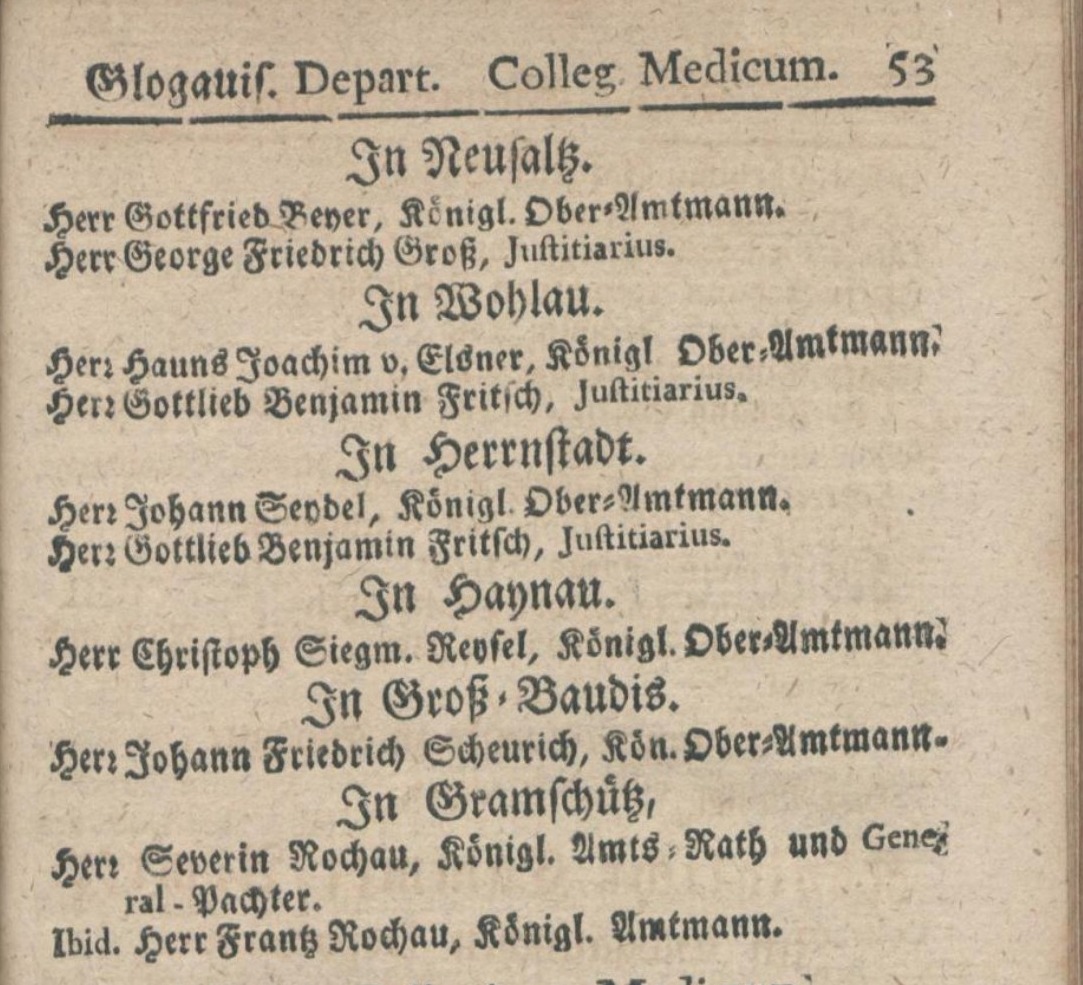 Glogauiſ. Depart. Colleg. Medicum. 53
In Neuſaltz.
Herr Gottfried Beyer, Königl. Ober-Amtmann.
Herr George Friedrich Groß, Juſtitiarius.
In Wohlau.
Herr Hauns Joachim v. Elsner, Königl Ober-Amtmann.
Herr Gottlieb Benjamin Fritſch, Juſtitiarius.
In Herrnſtadt.
Herr Johann Seydel, Königl. Ober-Amtmann.
Herr Gottlieb Benjamin Fritſch, Juſtitiarius.
In Haynau.
Herr Chriſtoph Siegm. Reyſel, Königl. Ober-Amtmann.
In Groß-Baudis.
Herr Johann Friedrich Scheurich, Kön. Ober-Amtmann.
In Gramſchütz,
Herr Severin Rochau, Königl. Amts-Rath und Gene-
ral-Pachter.
Ibid. Herr Frantz Rochau, Königl. Amtmann.